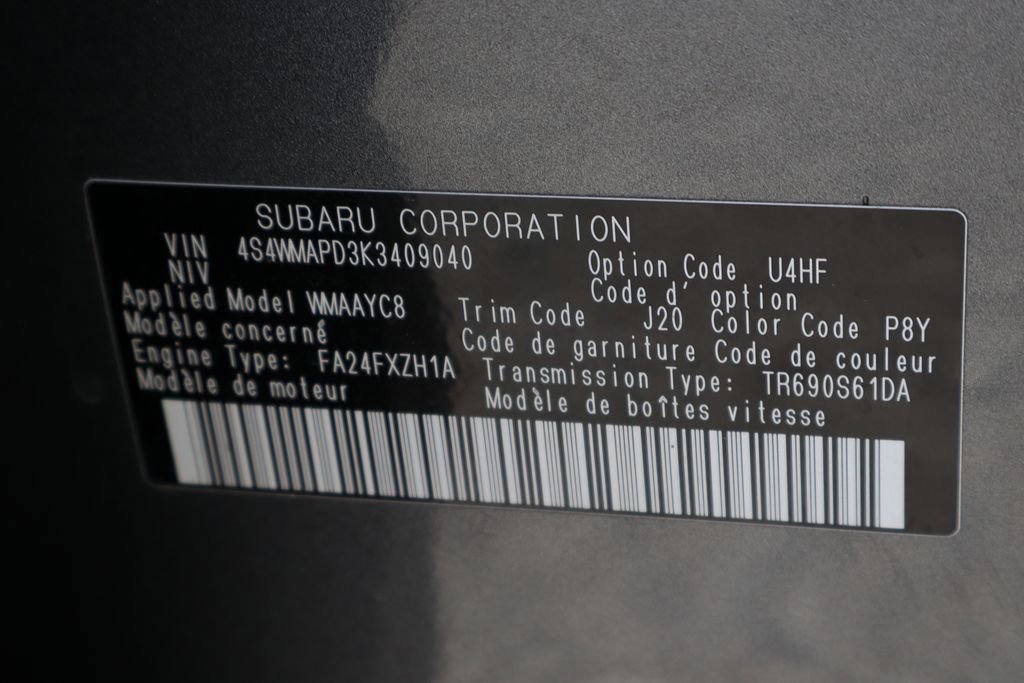 SUBARU CORPORATION
VIN 4S4WMAPD3K3409040
NIV
Option Code U4HF
Code d' option
Applied Model WMAAYC8
Modèle concerné
Trim Code J20 Color Code P8Y
Code de garniture Code de couleur
Engine Type: FA24FXZH1A
Modèle de moteur
Transmission Type: TR690S61DA
Modèle de boîtes vitesse